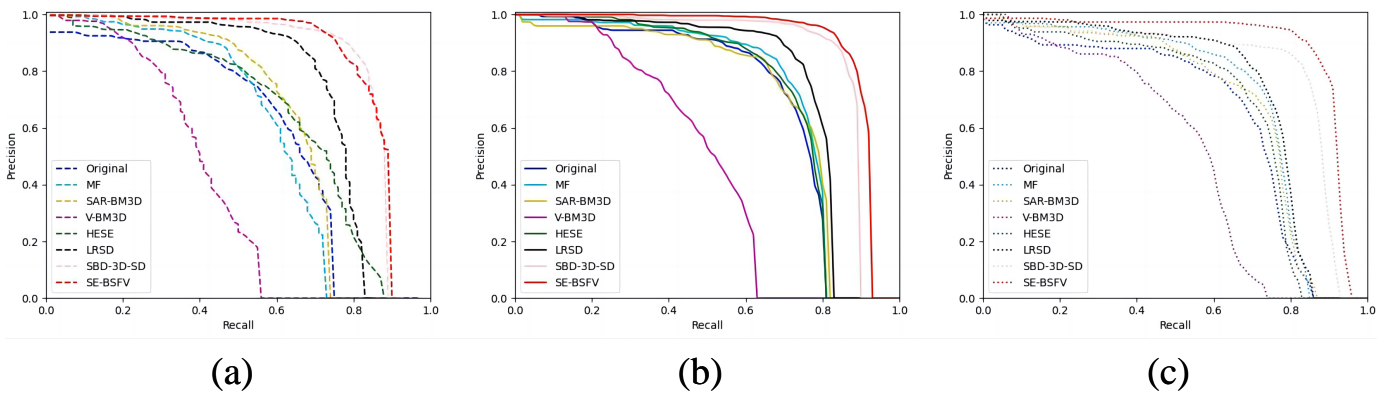 1.0
0.8
0.6
0.4
0.2
0.0
Precision
Original
MF
SAR-BM3D
V-BM3D
HESE
LRSD
SBD-3D-SD
SE-BSFV
0.0 0.2 0.4 0.6 0.8 1.0
Recall
(a)
1.0
0.8
0.6
0.4
0.2
0.0
Precision
Original
MF
SAR-BM3D
V-BM3D
HESE
LRSD
SBD-3D-SD
SE-BSFV
0.0 0.2 0.4 0.6 0.8 1.0
Recall
(b)
1.0
0.8
0.6
0.4
0.2
0.0
Precision
Original
MF
SAR-BM3D
V-BM3D
HESE
LRSD
SBD-3D-SD
SE-BSFV
0.0 0.2 0.4 0.6 0.8 1.0
Recall
(c)